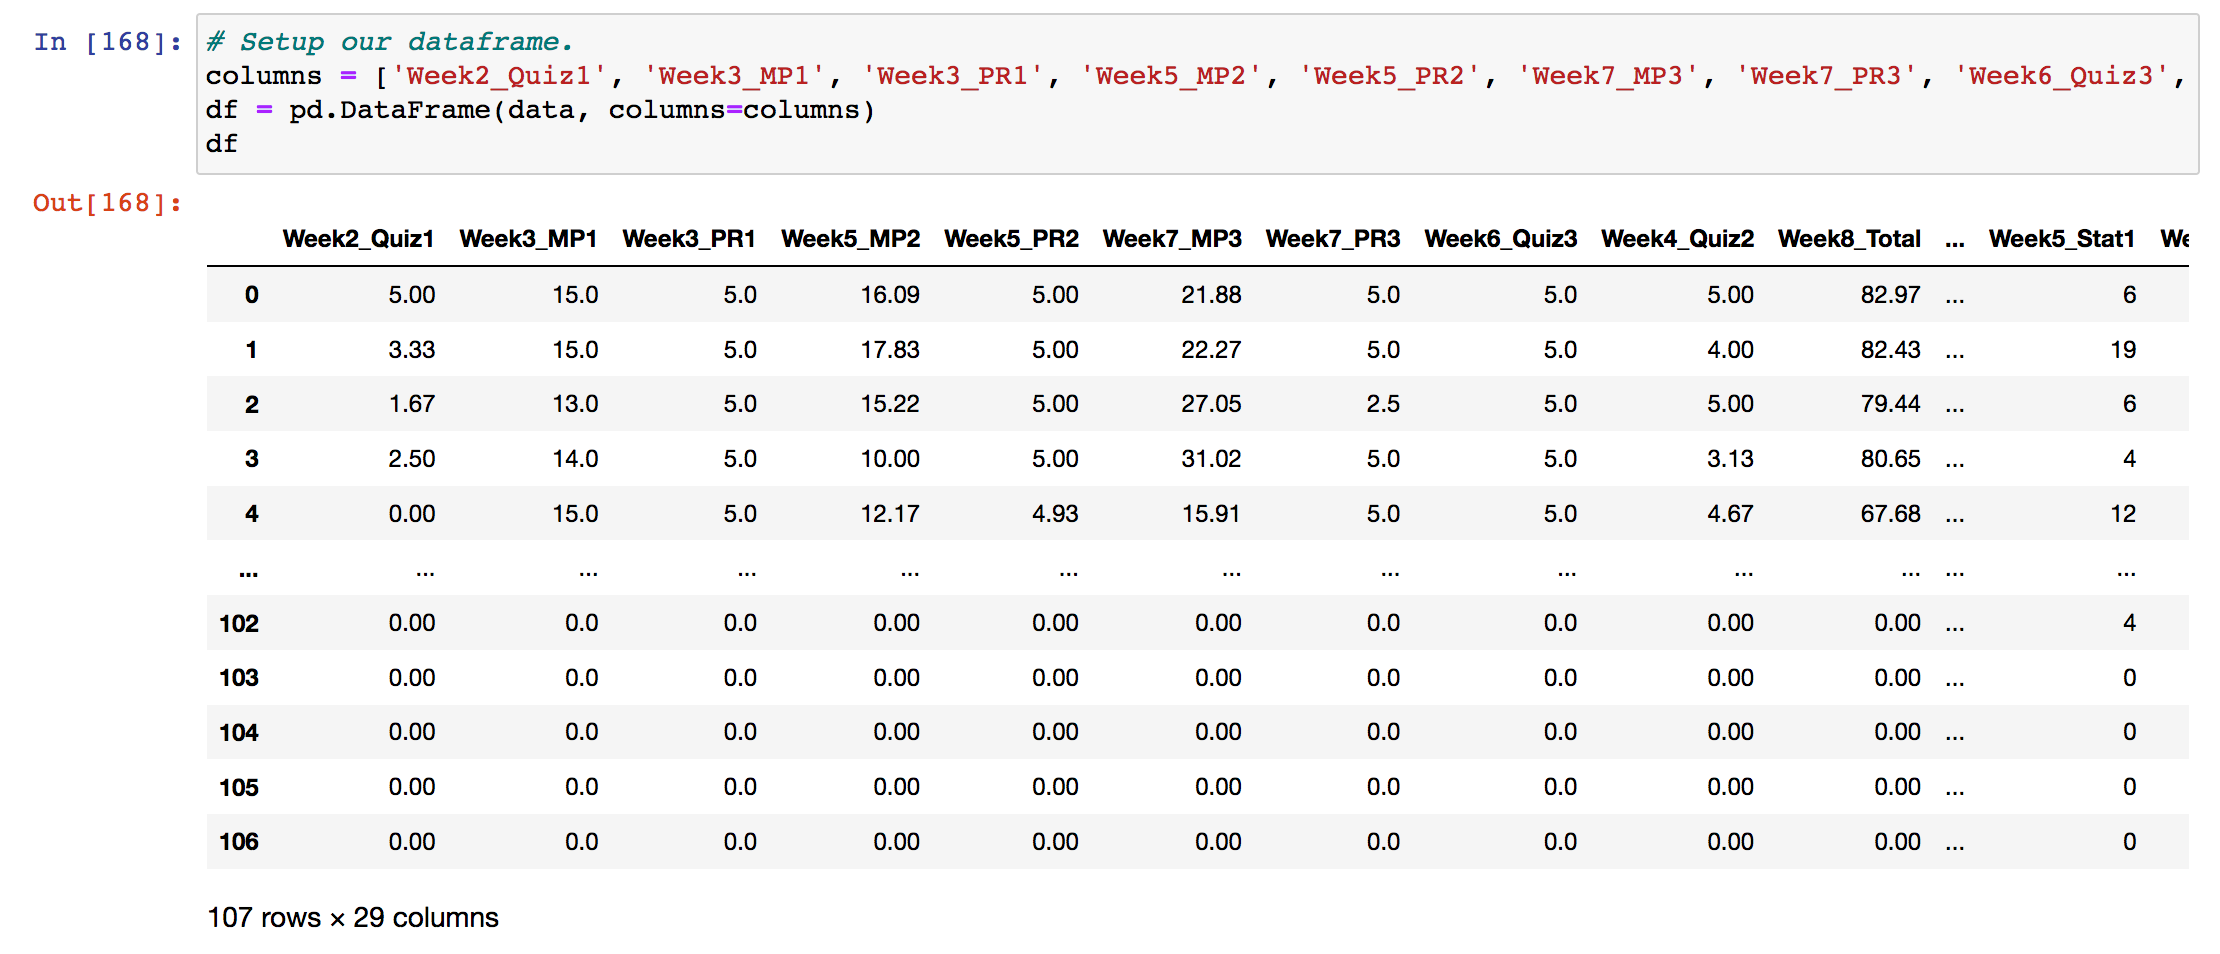 In [168]: # Setup our dataframe.
columns = ['Week2_Quiz1', 'Week3_MP1', 'Week3_PR1', 'Week5_MP2', 'Week5_PR2', 'Week7_MP3', 'Week7_PR3', 'Week6_Quiz3',
df = pd.DataFrame(data, columns=columns)
df
Out[168]:
Week2_Quiz1 Week3_MP1 Week3_PR1 Week5_MP2 Week5_PR2 Week7_MP3 Week7_PR3 Week6_Quiz3 Week4_Quiz2 Week8_Total ... Week5_Stat1
0 5.00 15.0 5.0 16.09 5.00 21.88 5.0 5.0 5.00 82.97 ... 6
1 3.33 15.0 5.0 17.83 5.00 22.27 5.0 5.0 4.00 82.43 ... 19
2 1.67 13.0 5.0 15.22 5.00 27.05 2.5 5.0 5.00 79.44 ... 6
3 2.50 14.0 5.0 10.00 5.00 31.02 5.0 5.0 3.13 80.65 ... 4
4 0.00 15.0 5.0 12.17 4.93 15.91 5.0 5.0 4.67 67.68 ... 12
... ... ... ... ... ... ... ... ... ... ... ... ...
102 0.00 0.0 0.0 0.00 0.00 0.00 0.0 0.0 0.00 0.00 ... 4
103 0.00 0.0 0.0 0.00 0.00 0.00 0.0 0.0 0.00 0.00 ... 0
104 0.00 0.0 0.0 0.00 0.00 0.00 0.0 0.0 0.00 0.00 ... 0
105 0.00 0.0 0.0 0.00 0.00 0.00 0.0 0.0 0.00 0.00 ... 0
106 0.00 0.0 0.0 0.00 0.00 0.00 0.0 0.0 0.00 0.00 ... 0
107 rows × 29 columns